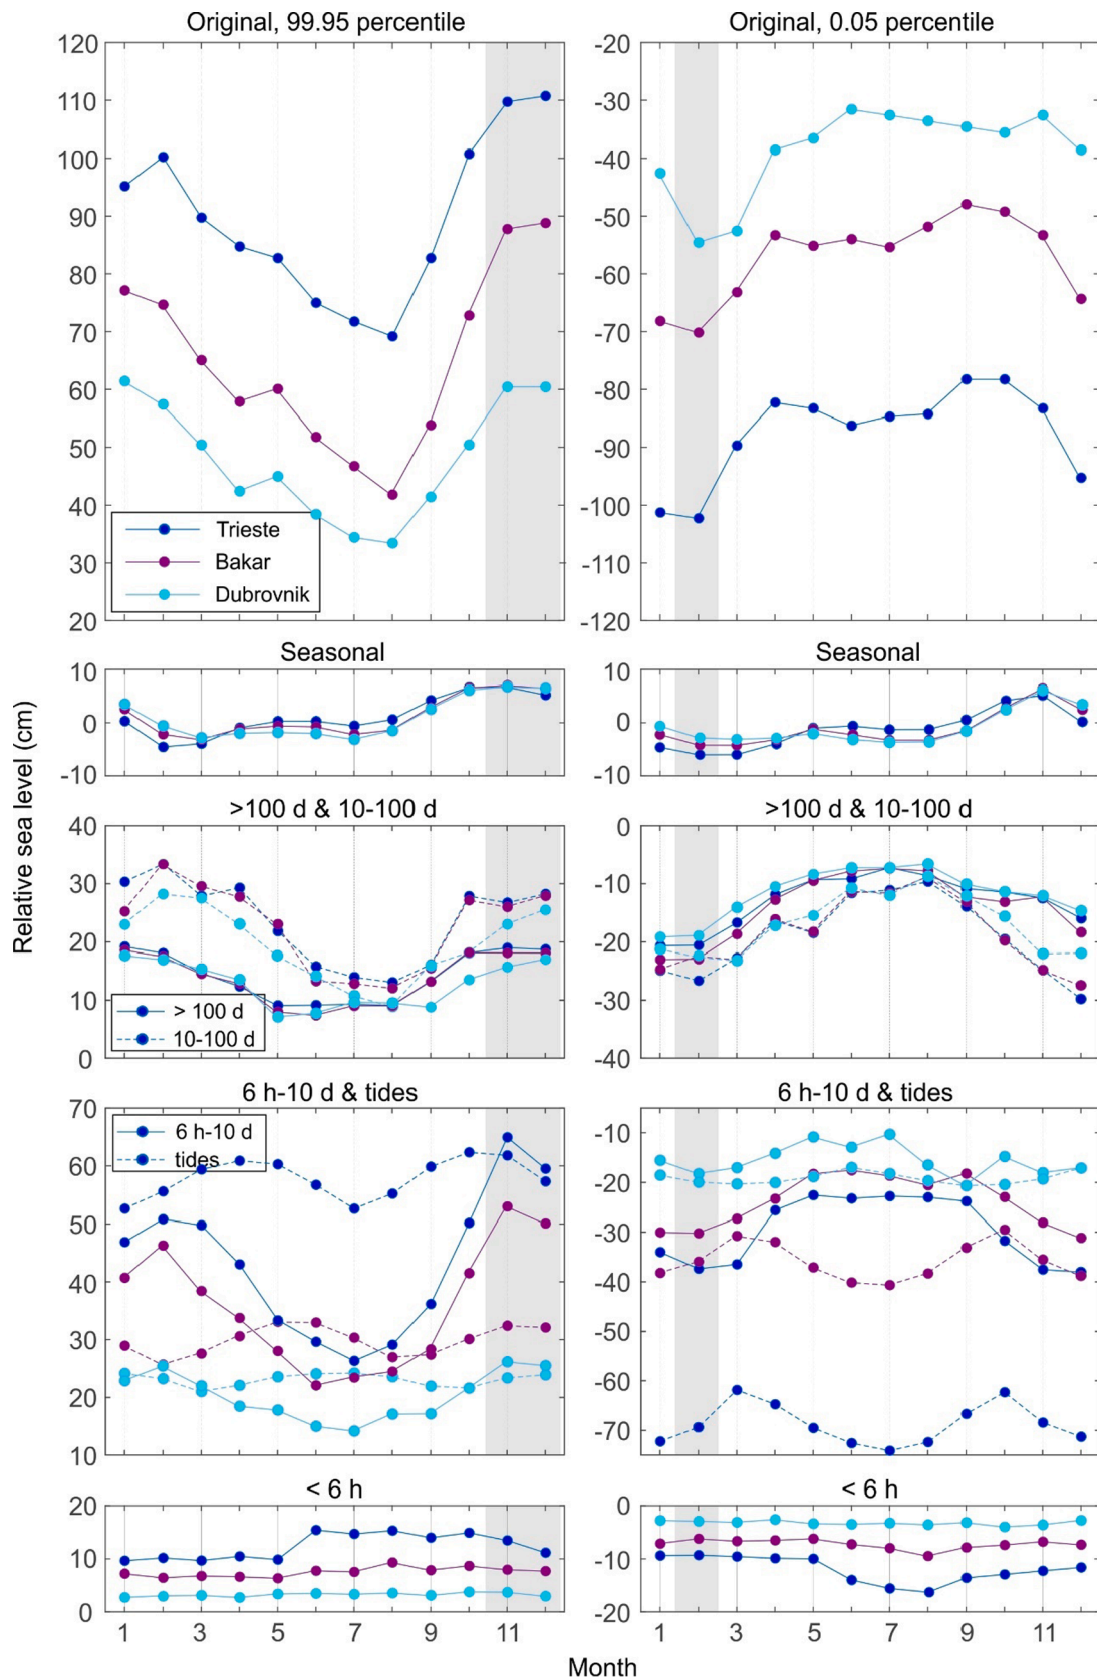 Original, 99.95 percentile
Original, 0.05 percentile
120
110
100
90
80
70
60
50
40
30
20
Trieste
Bakar
Dubrovnik
-20
-30
-40
-50
-60
-70
-80
-90
-100
-110
-120
Seasonal
Seasonal
10
0
-10
10
0
-10
Relative sea level (cm)
>100 d & 10-100 d
>100 d & 10-100 d
40
30
20
10
0
> 100 d
10-100 d
0
-10
-20
-30
-40
6 h-10 d & tides
6 h-10 d & tides
70
60
50
40
30
20
10
6 h-10 d
tides
-10
-20
-30
-40
-50
-60
-70
< 6 h
< 6 h
20
10
0
0
-10
-20
1 3 5 7 9 11
1 3 5 7 9 11
Month